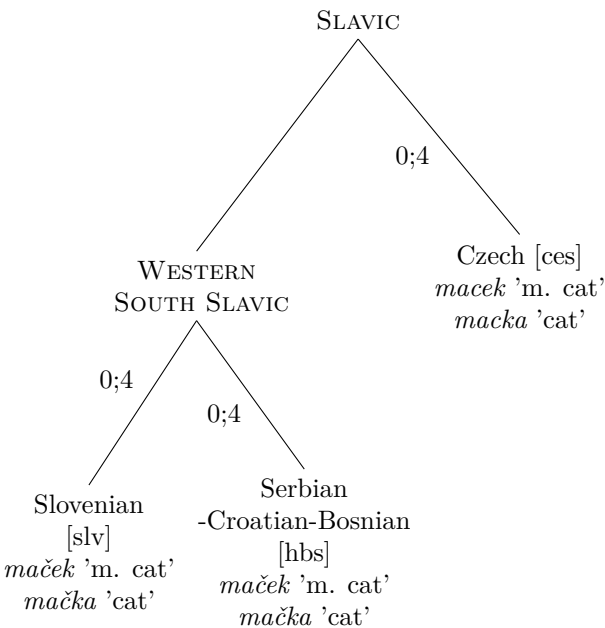 SLAVIC
0;4
WESTERN
SOUTH SLAVIC
Czech [ces]
macek 'm. cat'
macka 'cat'
0;4
0;4
Slovenian
[slv]
maček 'm. cat'
mačka 'cat'
Serbian
-Croatian-Bosnian
[hbs]
maček 'm. cat'
mačka 'cat'